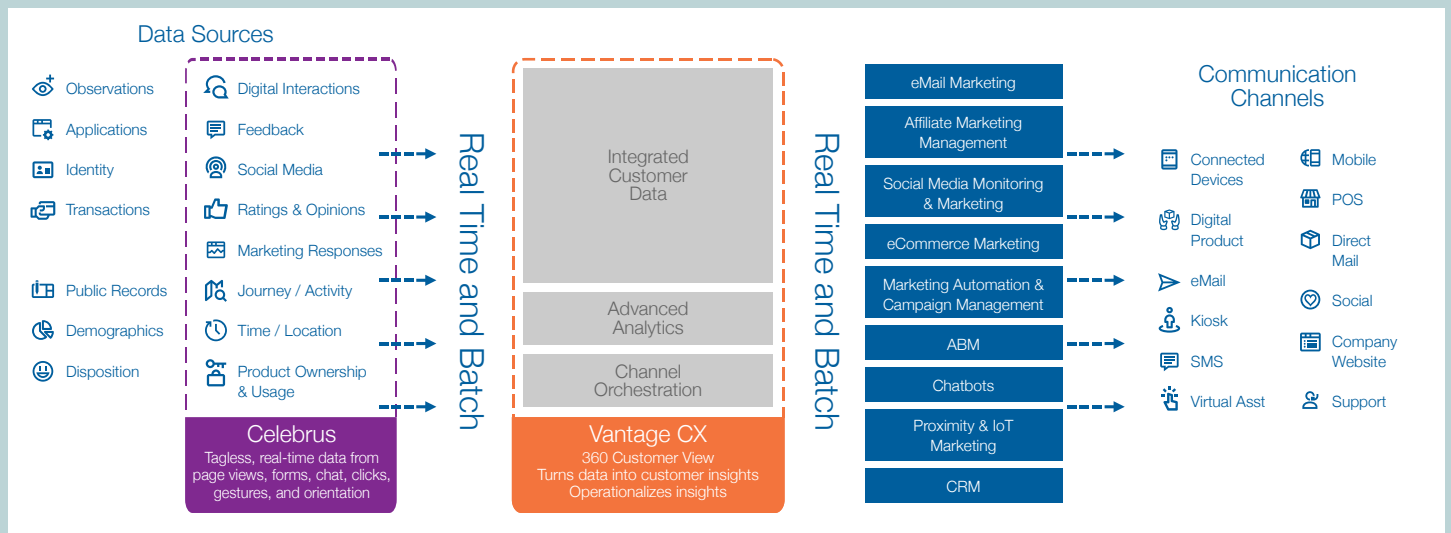 Data Sources
Observations
Applications
Identity
Transactions
Public Records
Demographics
Disposition
Digital Interactions
Feedback
Social Media
Ratings & Opinions
Marketing Responses
Journey / Activity
Time / Location
Product Ownership
& Usage
Celebrus
Tagless, real-time data from
page views, forms, chat, clicks,
gestures, and orientation
Real Time and Batch
Integrated
Customer
Data
Advanced
Analytics
Channel
Orchestration
Vantage CX
360 Customer View
Turns data into customer insights
Operationalizes insights
Real Time and Batch
eMail Marketing
Affiliate Marketing
Management
Social Media Monitoring
& Marketing
eCommerce Marketing
Marketing Automation &
Campaign Management
ABM
Chatbots
Proximity & IoT
Marketing
CRM
Communication
Channels
Connected
Devices
Digital
Product
eMail
Kiosk
SMS
Virtual Asst
Mobile
POS
Direct
Mail
Social
Company
Website
Support